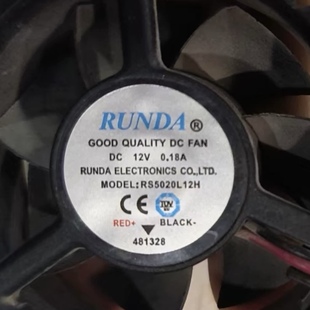 RUNDA®
GOOD QUALITY DC FAN
DC 12V 0.18A
RUNDA ELECTRONICS CO.,LTD.
MODEL:RS5020L12H
CE TÜV
RED+ BLACK-
481328